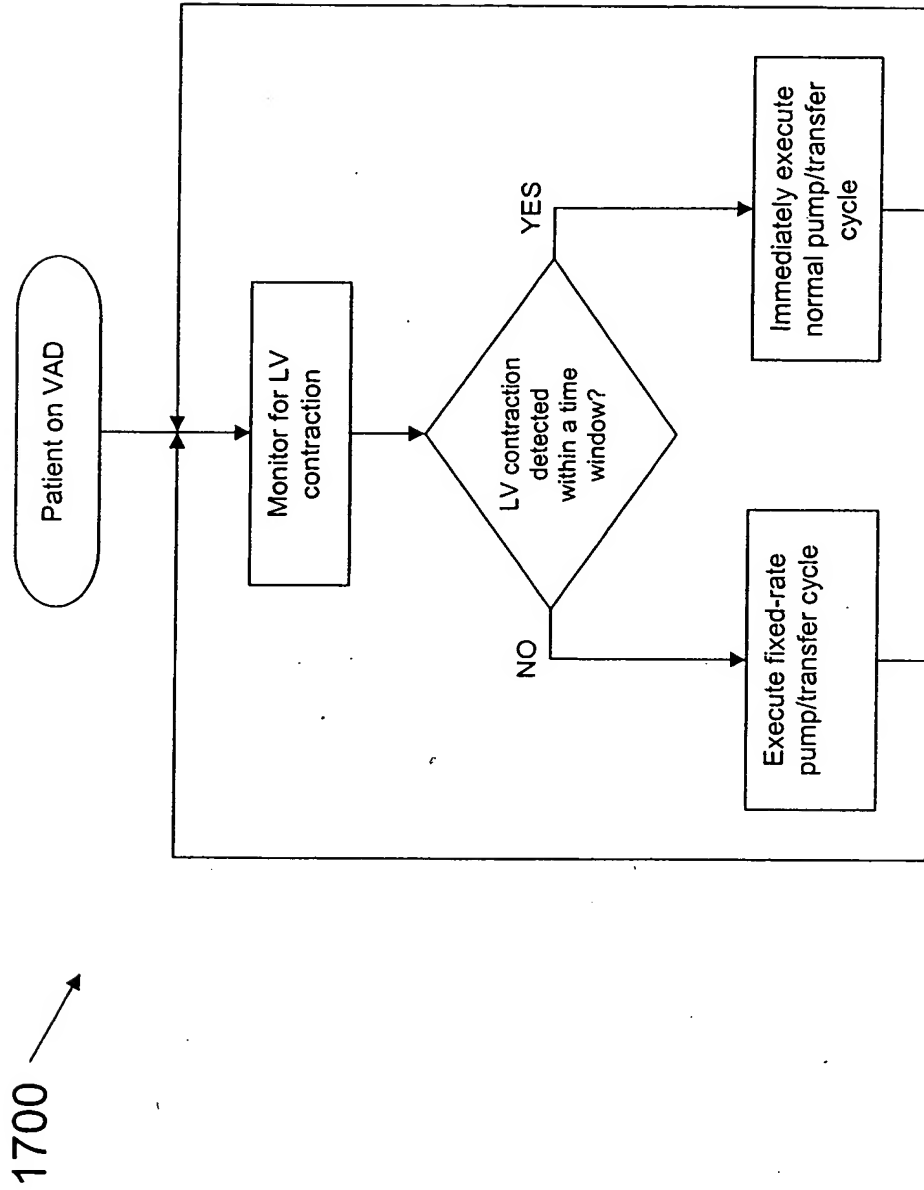 1700
Patient on VAD
Monitor for LV
contraction
LV contraction
detected
within a time
window?
NO
YES
Execute fixed-rate
pump/transfer cycle
Immediately execute
normal pump/transfer
cycle